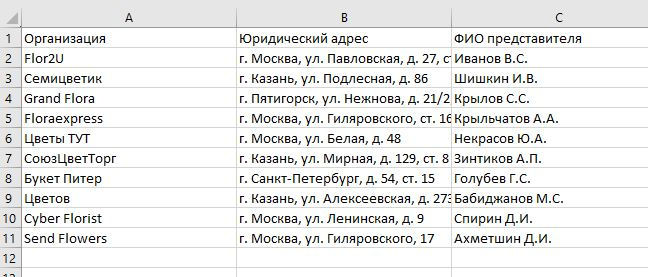 A B C
1 Организация Юридический адрес ФИО представителя
2 Flor2U г. Москва, ул. Павловская, д. 27, Иванов В.С.
3 Семицветик г. Казань, ул. Подлесная, д. 86 Шишкин И.В.
4 Grand Flora г. Пятигорск, ул. Нежнова, д. 21/2 Крылов С.С.
5 Floraexpress г. Москва, ул. Гиляровского, ст. 16 Крыльчатов А.А.
6 Цветы ТУТ г. Москва, ул. Белая, д. 48 Некрасов Ю.А.
7 СоюзЦветТорг г. Казань, ул. Мирная, д. 129, ст. 8 Зинтиков А.П.
8 Букет Питер г. Санкт-Петербург, д. 54, ст. 15 Голубев Г.С.
9 Цветов г. Казань, ул. Алексеевская, д. 273 Бабиджанов М.С.
10 Cyber Florist г. Москва, ул. Ленинская, д. 9 Спирин Д.И.
11 Send Flowers г. Москва, ул. Гиляровского, 17 Ахметшин Д.И.
12